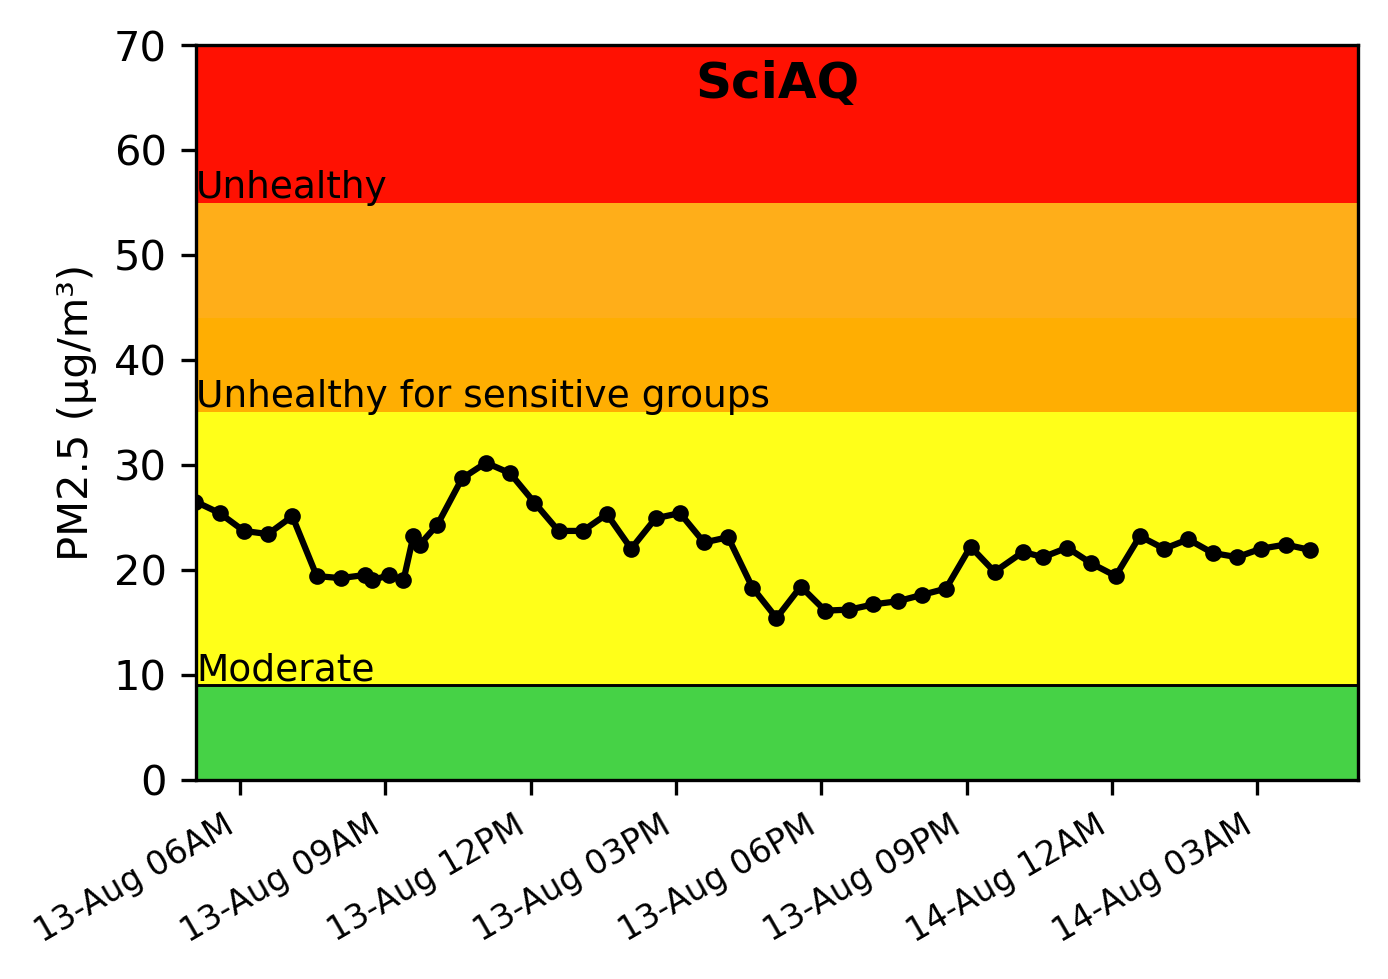 SciAQ
70
60
50
40
30
20
10
0
PM2.5 (µg/m³)
Unhealthy
Unhealthy for sensitive groups
Moderate
13-Aug 06AM
13-Aug 09AM
13-Aug 12PM
13-Aug 03PM
13-Aug 06PM
13-Aug 09PM
14-Aug 12AM
14-Aug 03AM